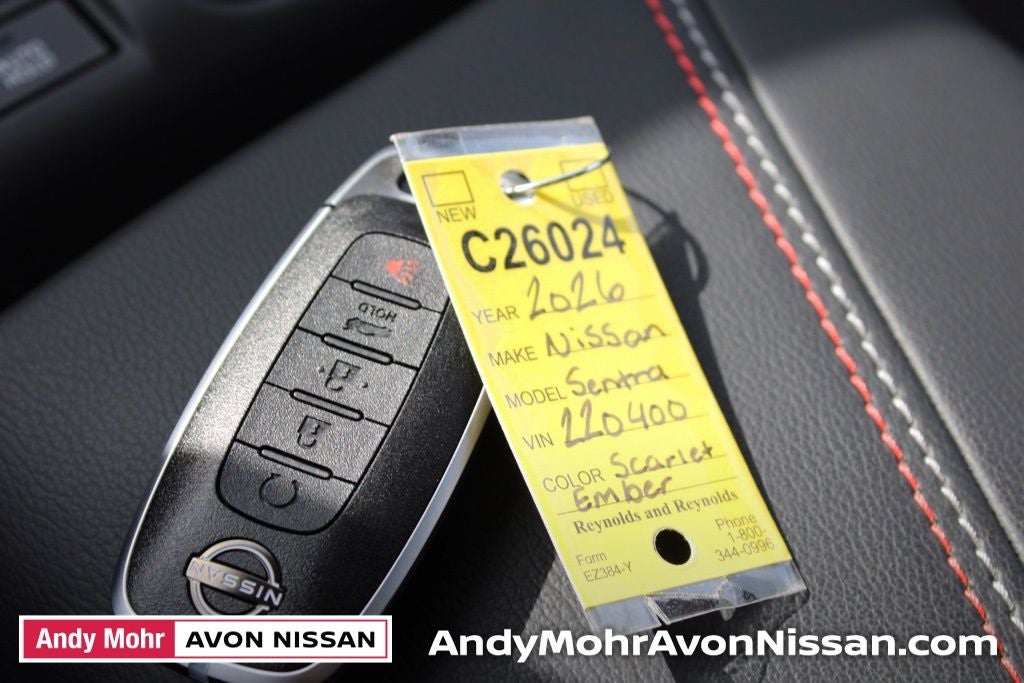 NEW
USED
C26024
YEAR 2026
MAKE Nissan
MODEL Sentra
VIN 220400
COLOR Scarlet
Ember
Reynolds and Reynolds
Form
EZ384-Y
Phone
1-800-
344-0996
HOLD
NISSAN
Andy Mohr AVON NISSAN
AndyMohrAvonNissan.com